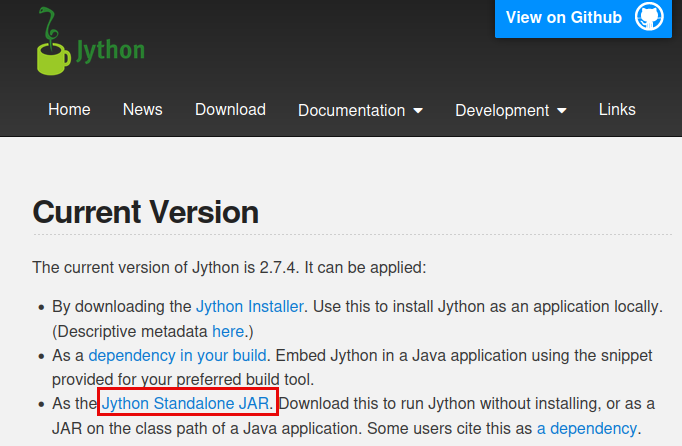 View on Github
Jython
Home News Download Documentation Development Links
Current Version
The current version of Jython is 2.7.4. It can be applied:
By downloading the Jython Installer. Use this to install Jython as an application locally.
(Descriptive metadata here.)
As a dependency in your build. Embed Jython in a Java application using the snippet
provided for your preferred build tool.
As the Jython Standalone JAR. Download this to run Jython without installing, or as a
JAR on the class path of a Java application. Some users cite this as a dependency.